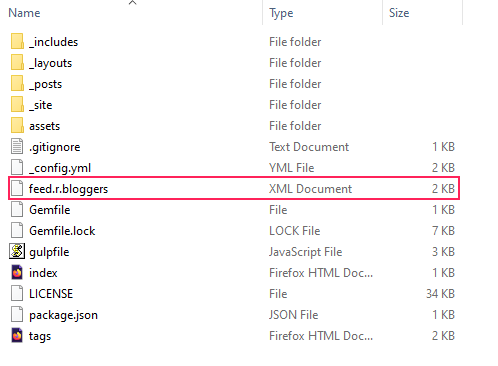 Name Type Size
_includes File folder
_layouts File folder
_posts File folder
_site File folder
assets File folder
.gitignore Text Document 1 KB
_config.yml YML File 2 KB
feed.r.bloggers XML Document 2 KB
Gemfile File 1 KB
Gemfile.lock LOCK File 7 KB
gulpfile JavaScript File 3 KB
index Firefox HTML Doc... 1 KB
LICENSE File 34 KB
package.json JSON File 1 KB
tags Firefox HTML Doc... 2 KB